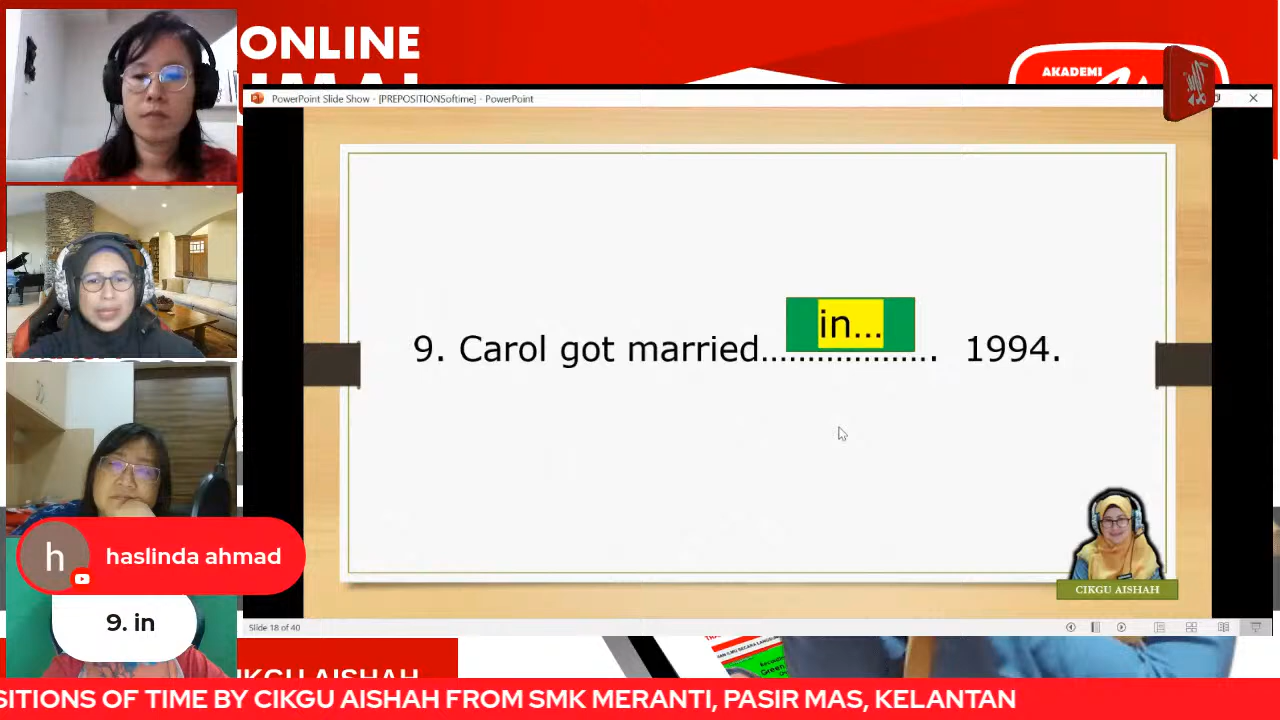 ONLINE
AKADEMI
PowerPoint Slide Show - [PREPOSITIONSoftime] - PowerPoint
in...
9. Carol got married................... 1994.
CIKGU AISHAH
haslinda ahmad
9. in
Slide 18 of 40
SITIONS OF TIME BY CIKGU AISHAH FROM SMK MERANTI, PASIR MAS, KELANTAN